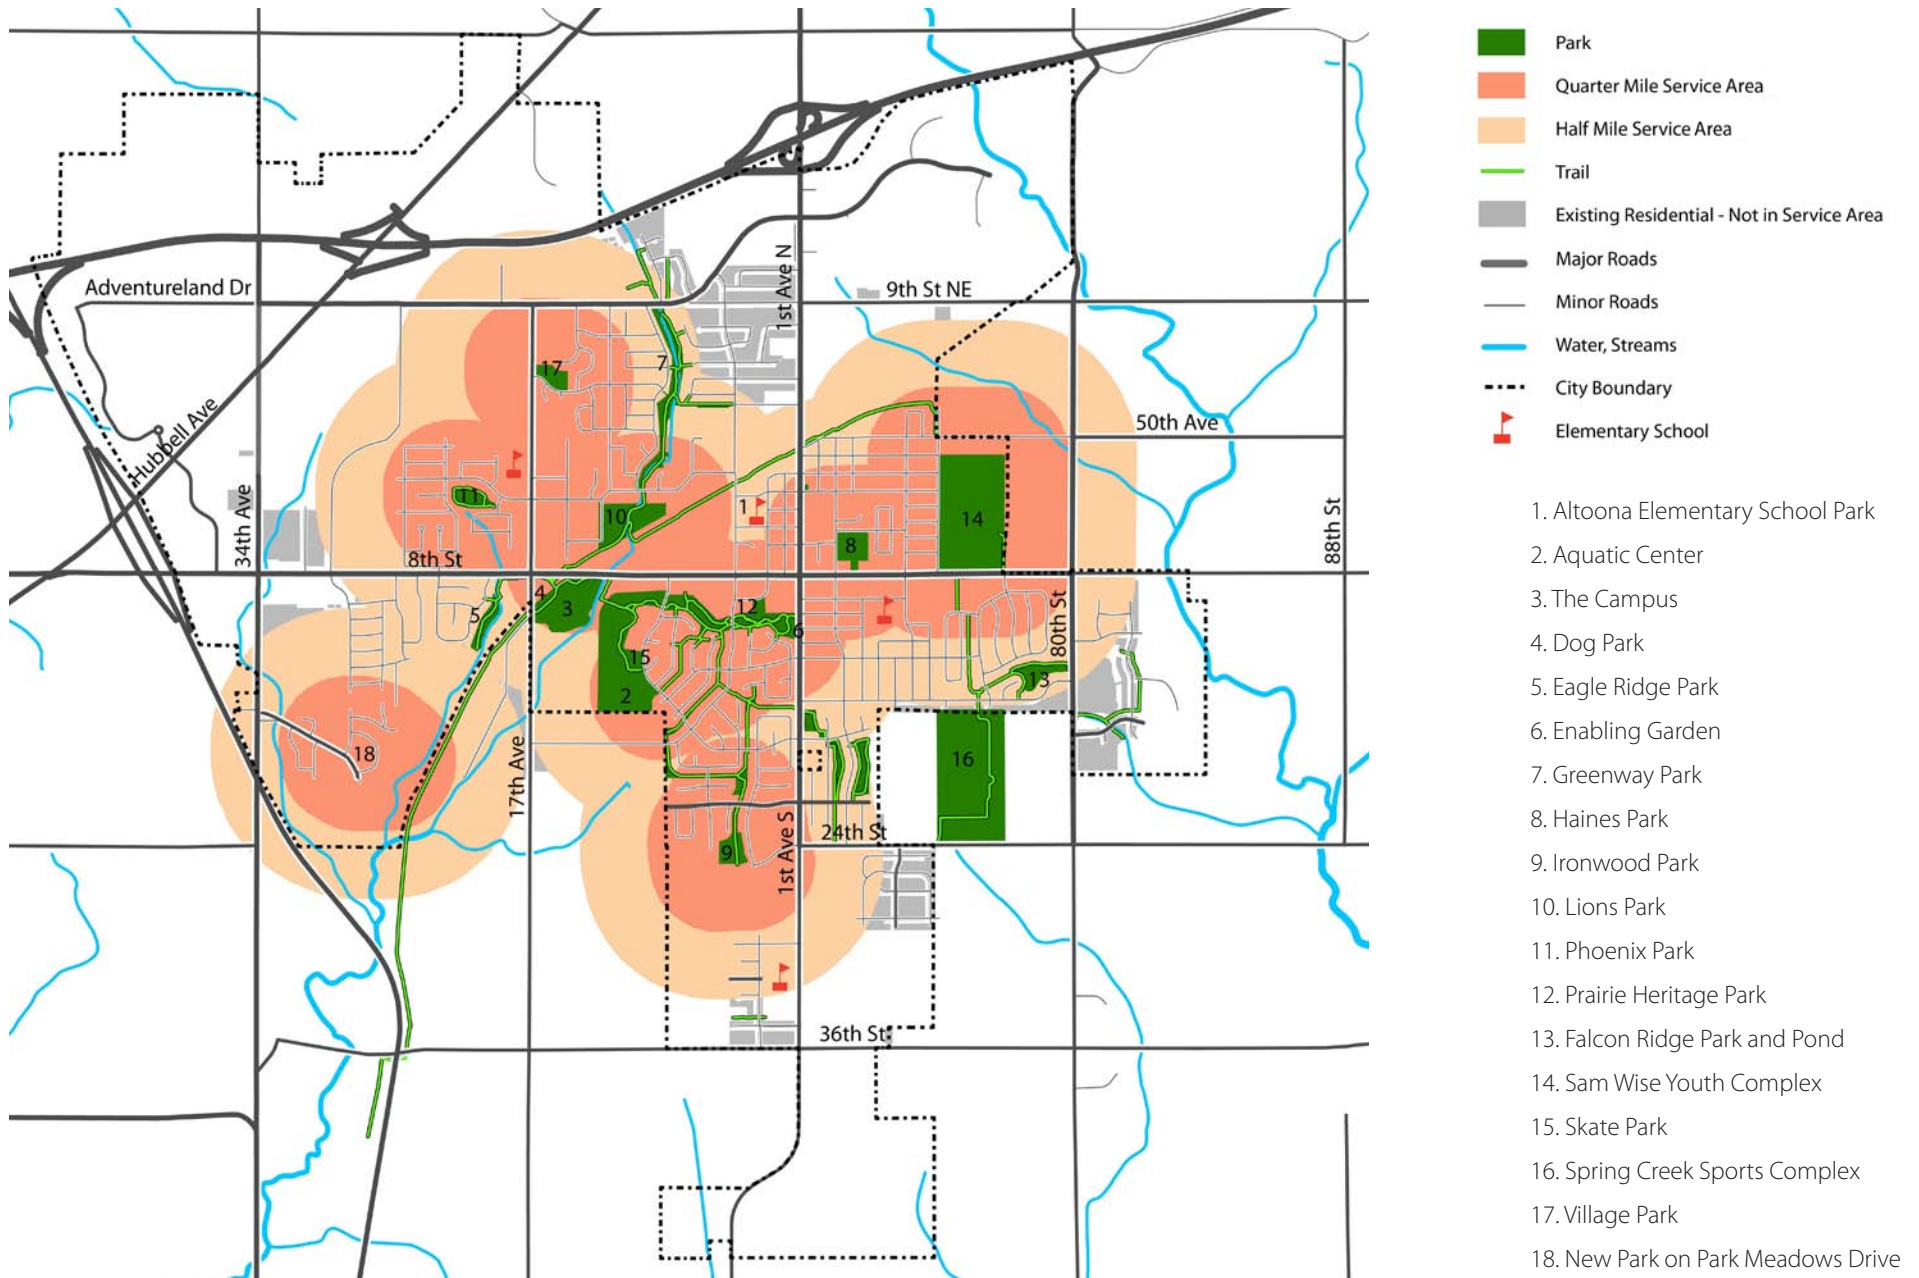 Park
Quarter Mile Service Area
Half Mile Service Area
Trail
Existing Residential - Not in Service Area
Major Roads
Minor Roads
Water, Streams
City Boundary
Elementary School
1. Altoona Elementary School Park
2. Aquatic Center
3. The Campus
4. Dog Park
5. Eagle Ridge Park
6. Enabling Garden
7. Greenway Park
8. Haines Park
9. Ironwood Park
10. Lions Park
11. Phoenix Park
12. Prairie Heritage Park
13. Falcon Ridge Park and Pond
14. Sam Wise Youth Complex
15. Skate Park
16. Spring Creek Sports Complex
17. Village Park
18. New Park on Park Meadows Drive
Adventureland Dr
9th St NE
1st Ave N
Hubbell Ave
50th Ave
34th Ave
88th St
8th St
80th St
17th Ave
1st Ave S
24th St
36th St
17
7
11
10
1
8
14
5
4
3
12
6
15
2
13
18
16
9